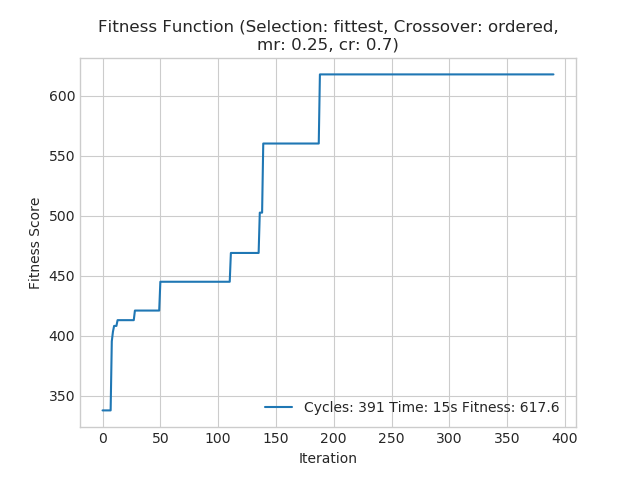 Fitness Function (Selection: fittest, Crossover: ordered,
mr: 0.25, cr: 0.7)
600
550
500
450
400
350
Fitness Score
Cycles: 391 Time: 15s Fitness: 617.6
0 50 100 150 200 250 300 350 400
Iteration